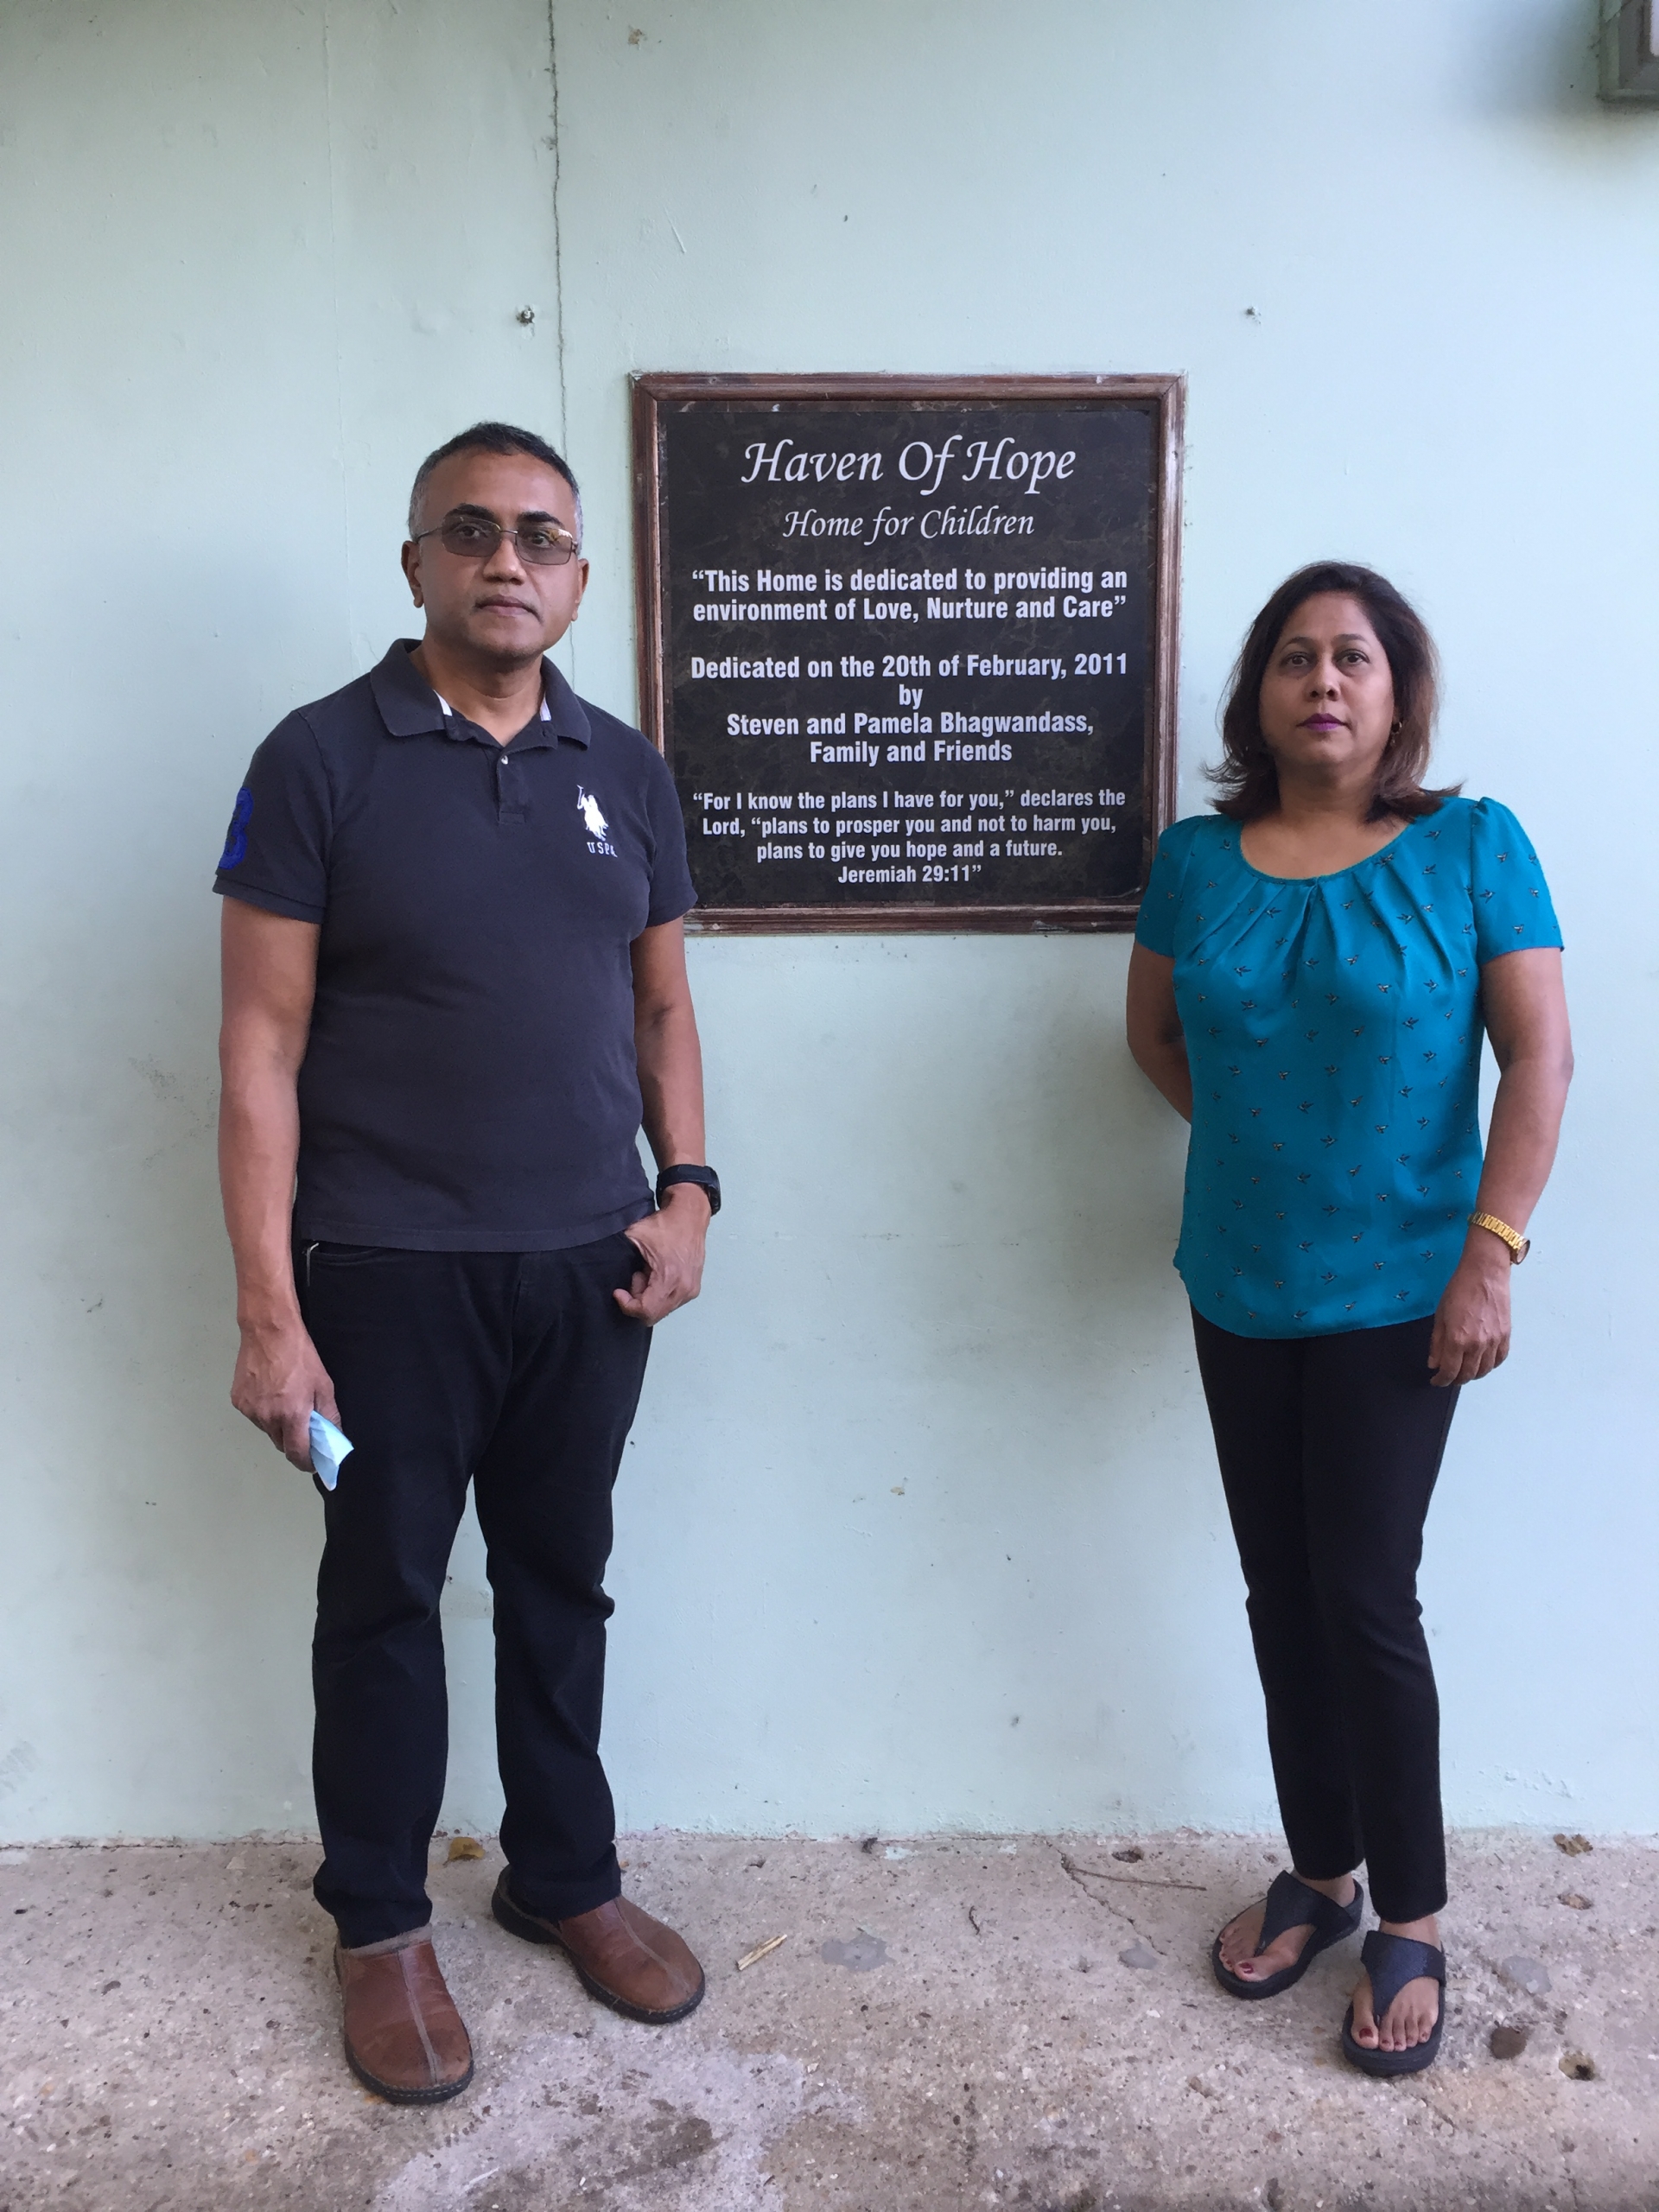 Haven Of Hope
Home for Children
“This Home is dedicated to providing an
environment of Love, Nurture and Care”
Dedicated on the 20th of February, 2011
by
Steven and Pamela Bhagwandass,
Family and Friends
“For I know the plans I have for you,” declares the
Lord, “plans to prosper you and not to harm you,
plans to give you hope and a future.
Jeremiah 29:11”
USPA
3